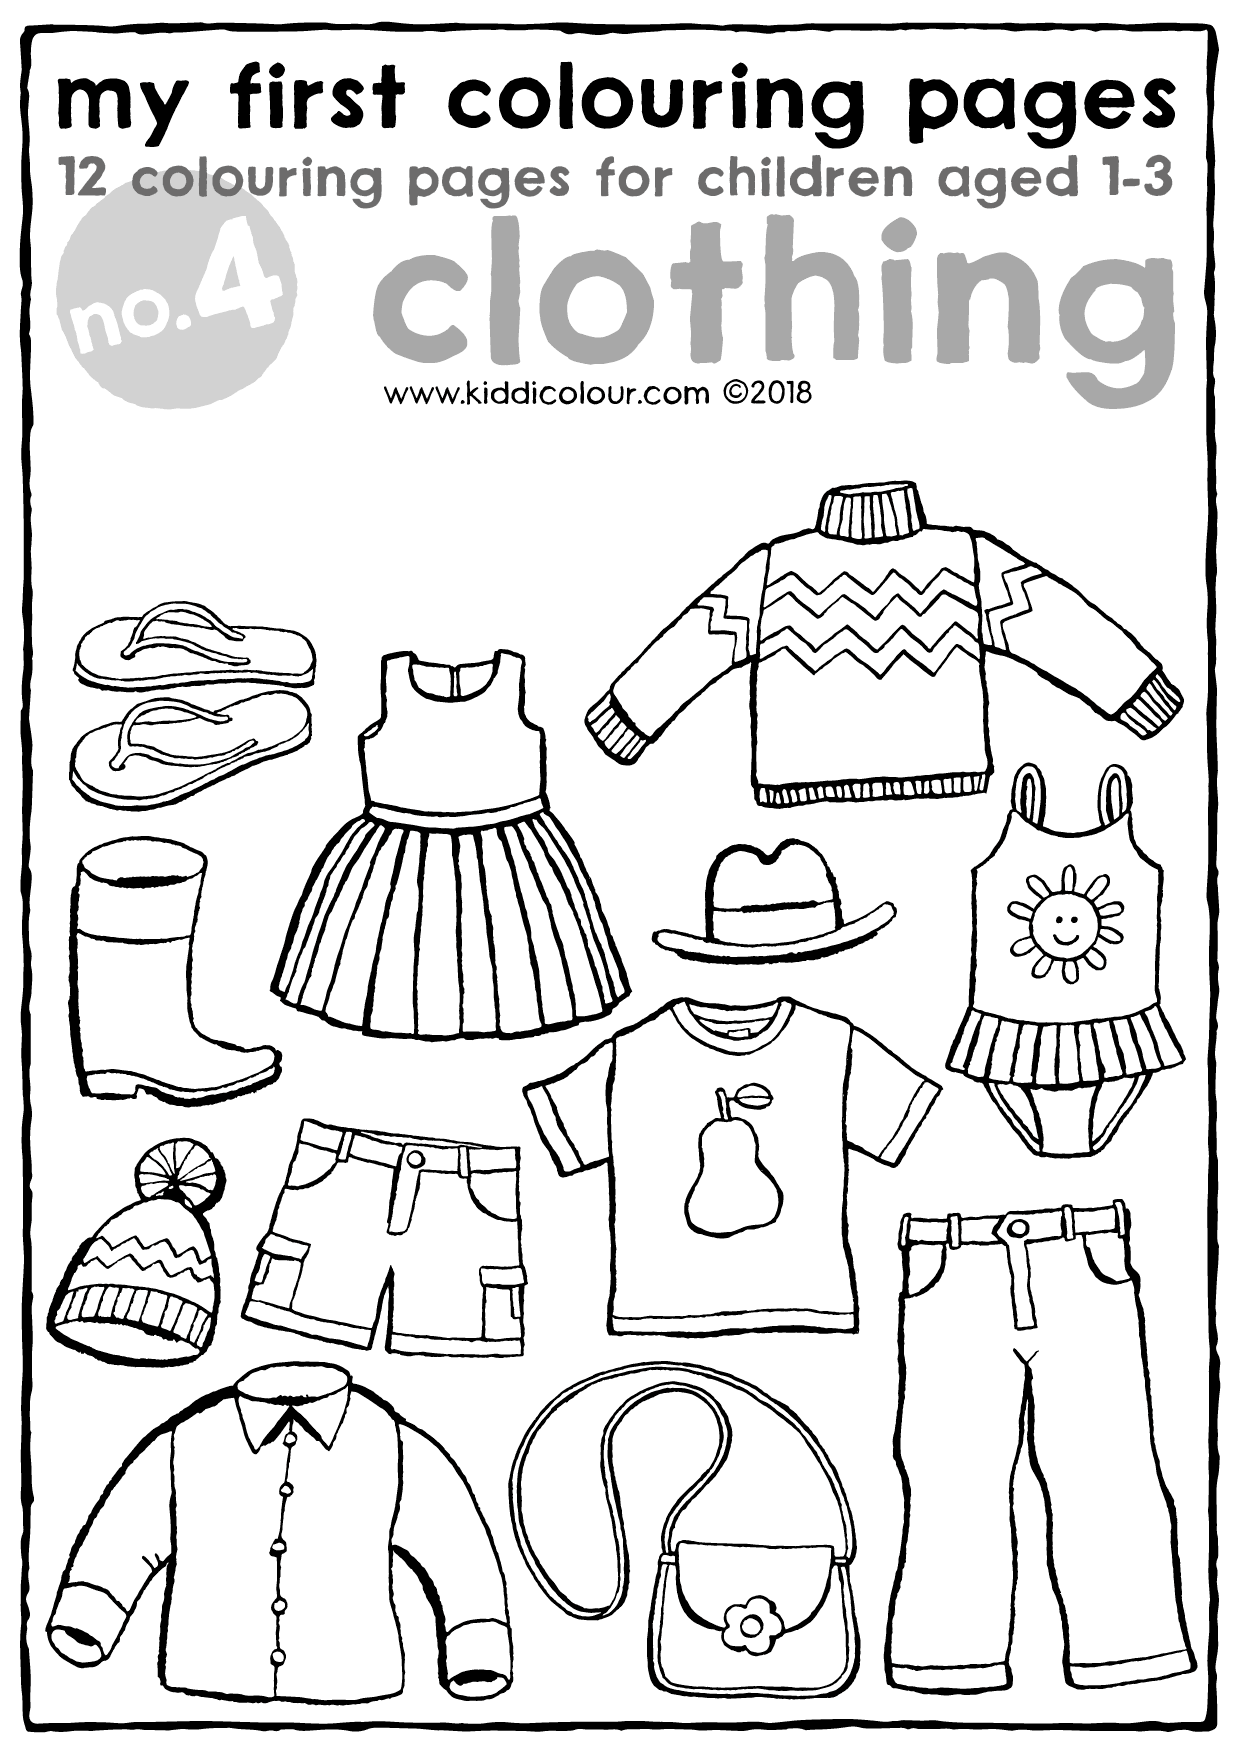 my first colouring pages
12 colouring pages for children aged 1-3
no.4
clothing
www.kiddicolour.com ©2018